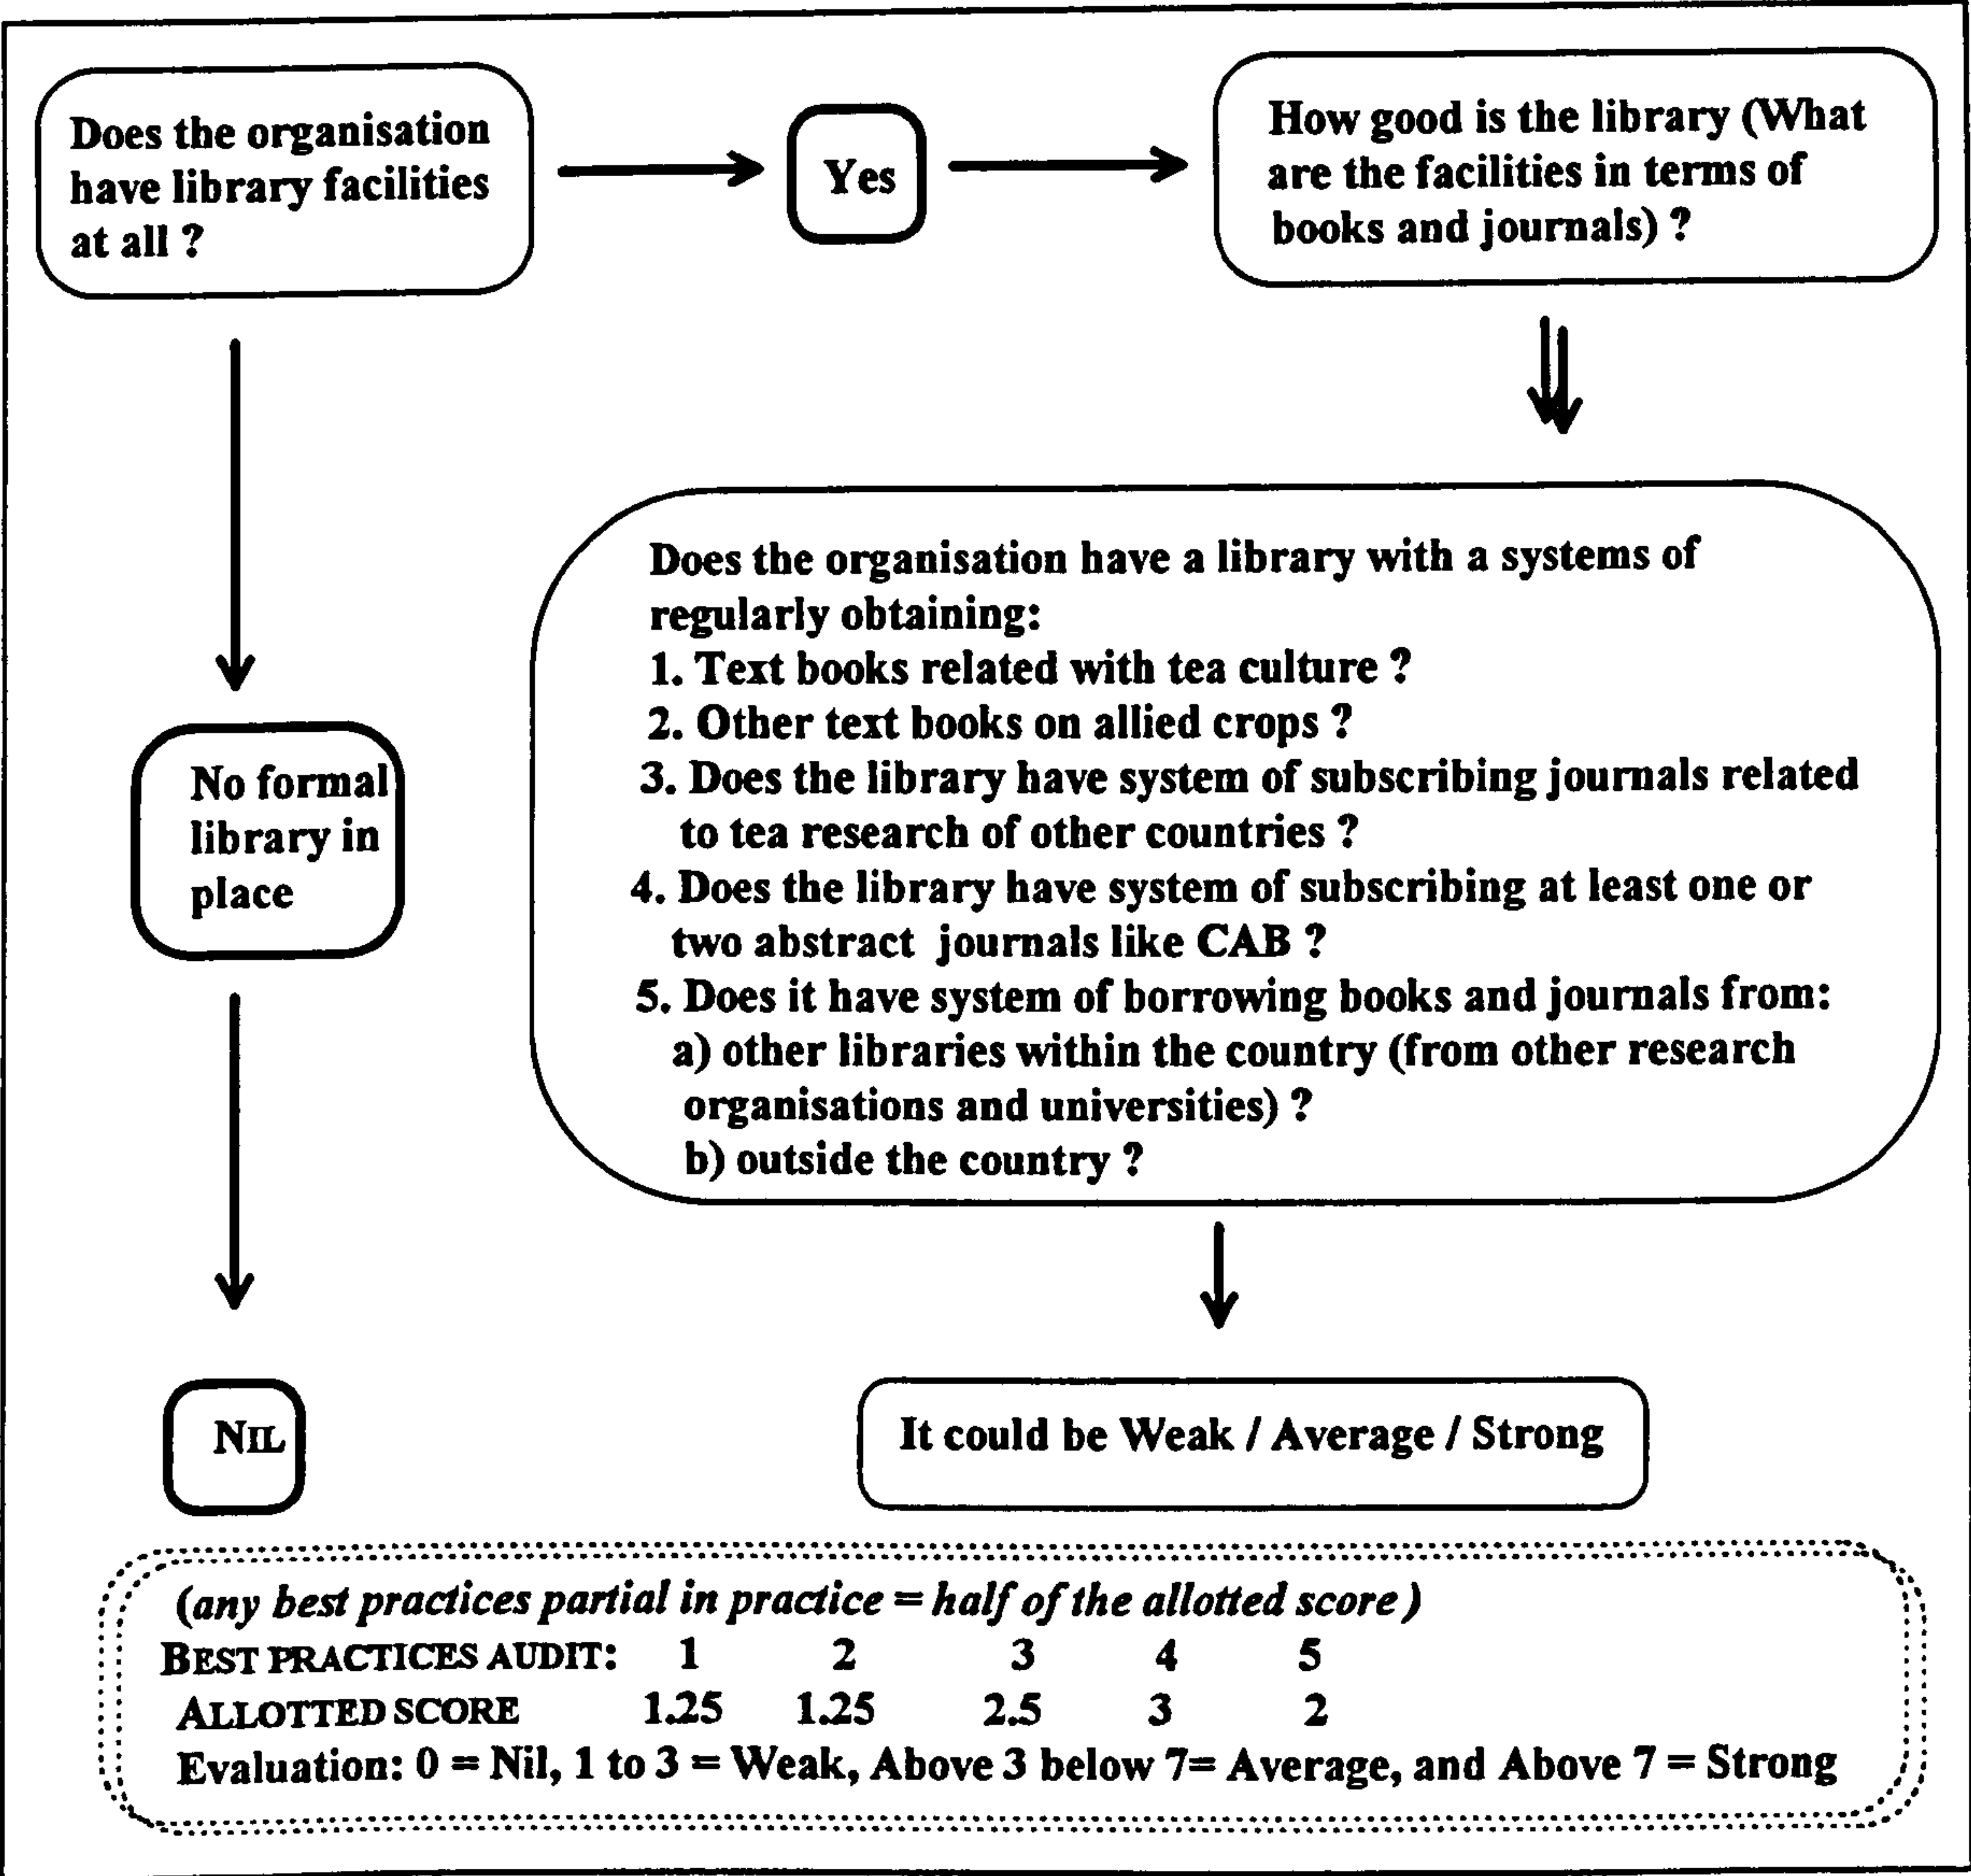 Does the organisation
have library facilities
at all ?
Yes
How good is the library (What
are the facilities in terms of
books and journals) ?
Does the organisation have a library with a systems of
regularly obtaining:
1. Text books related with tea culture ?
2. Other text books on allied crops ?
3. Does the library have system of subscribing journals related
to tea research of other countries ?
4. Does the library have system of subscribing at least one or
two abstract journals like CAB ?
5. Does it have system of borrowing books and journals from:
a) other libraries within the country (from other research
organisations and universities) ?
b) outside the country ?
No formal
library in
place
NIL
It could be Weak / Average / Strong
(any best practices partial in practice = half of the allotted score)
BEST PRACTICES AUDIT: 1 2 3 4 5
ALLOTTED SCORE 1.25 1.25 2.5 3 2
Evaluation: 0 = Nil, 1 to 3 = Weak, Above 3 below 7= Average, and Above 7 = Strong